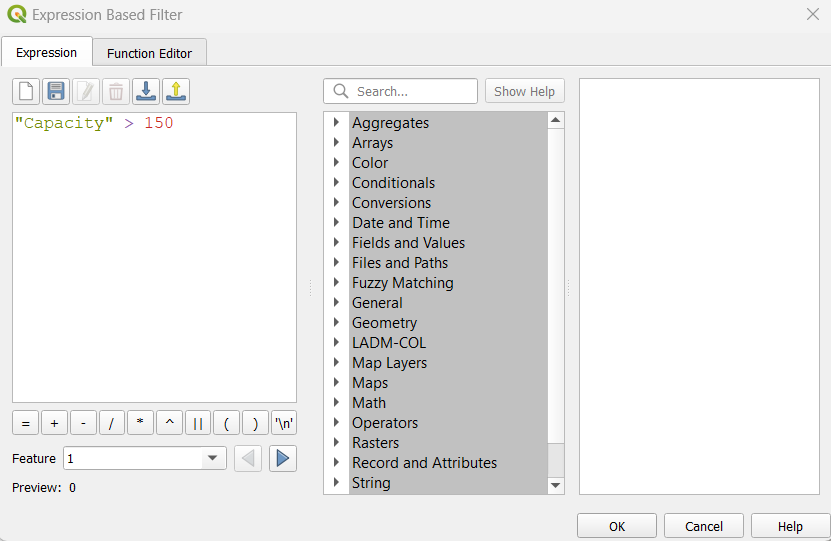 Expression Based Filter
Expression
Function Editor
"Capacity" > 150
Search...
Show Help
Aggregates
Arrays
Color
Conditionals
Conversions
Date and Time
Fields and Values
Files and Paths
Fuzzy Matching
General
Geometry
LADM-COL
Map Layers
Maps
Math
Operators
Rasters
Record and Attributes
String
= + - / * ^ || ( ) '\n'
Feature 1
Preview: 0
OK Cancel Help